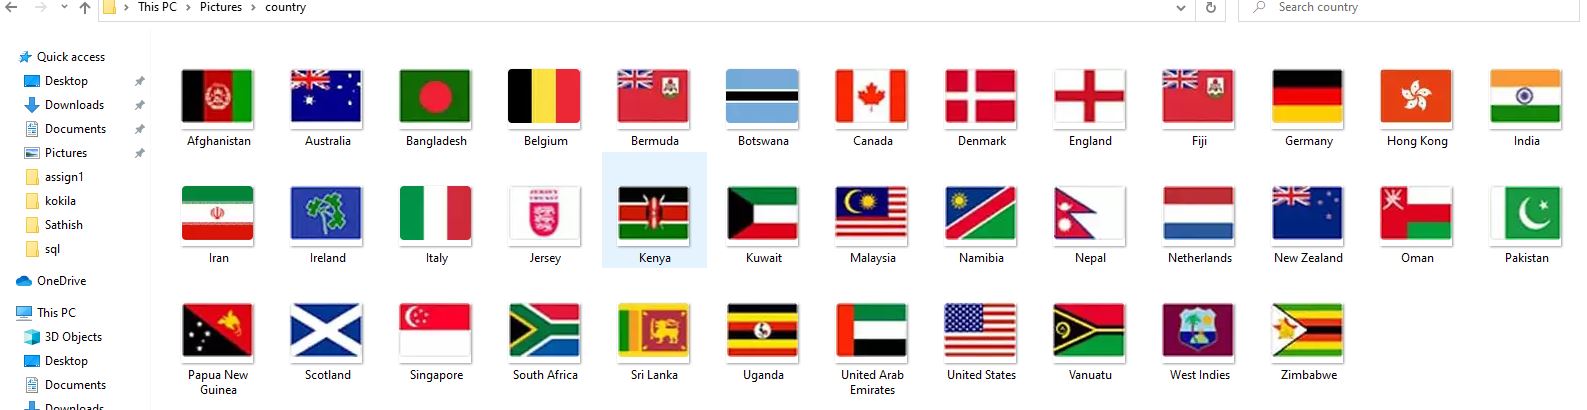 This PC > Pictures > country
Search country
Quick access
Desktop
Downloads
Documents
Pictures
assign1
kokila
Sathish
sql
OneDrive
This PC
3D Objects
Desktop
Documents
Downloads
Afghanistan
Australia
Bangladesh
Belgium
Bermuda
Botswana
Canada
Denmark
England
Fiji
Germany
Hong Kong
India
Iran
Ireland
Italy
Jersey
Kenya
Kuwait
Malaysia
Namibia
Nepal
Netherlands
New Zealand
Oman
Pakistan
Papua New
Guinea
Scotland
Singapore
South Africa
Sri Lanka
Uganda
United Arab
Emirates
United States
Vanuatu
West Indies
Zimbabwe